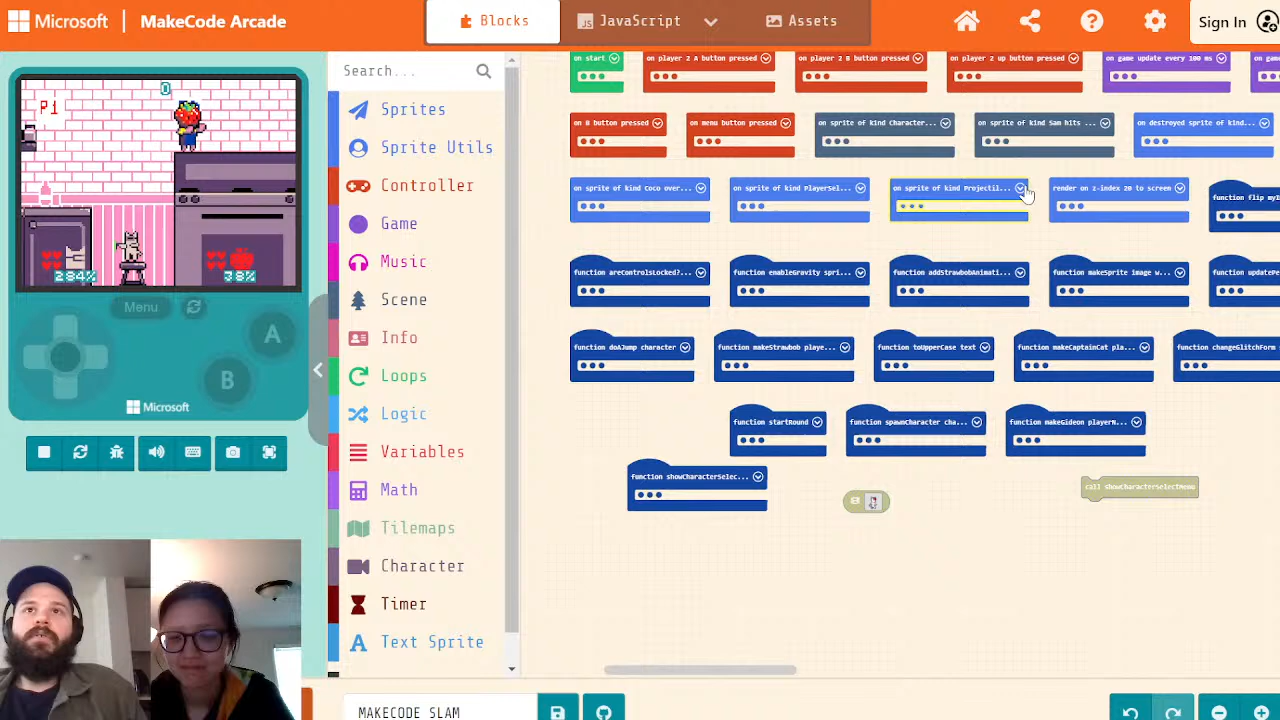 Microsoft | MakeCode Arcade
Blocks
JavaScript
Assets
Sign In
0
P1
284%
38%
Menu
A
B
Microsoft
Search...
Sprites
Sprite Utils
Controller
Game
Music
Scene
Info
Loops
Logic
Variables
Math
Tilemaps
Character
Timer
Text Sprite
on start
on player 2 A button pressed
on player 2 B button pressed
on player 2 up button pressed
on game update every 100 ms
on A button pressed
on menu button pressed
on sprite of kind Character...
on sprite of kind Sam hits ...
on destroyed sprite of kind...
on sprite of kind Coco over...
on sprite of kind PlayerSel...
on sprite of kind Projectil...
render on z-index 20 to screen
function flip
function areControlsLocked?...
function enableGravity spri...
function addStrawbobAnimati...
function makeSprite image w...
function
function doAJump character
function makeStrawbob playe...
function toUpperCase text
function makeCaptainCat pla...
function changeGlitchForm
function startRound
function spawnCharacter cha...
function makeGideon playerN...
function showCharacterSelec...
call showCharacterSelectMenu
MAKECODE SLAM